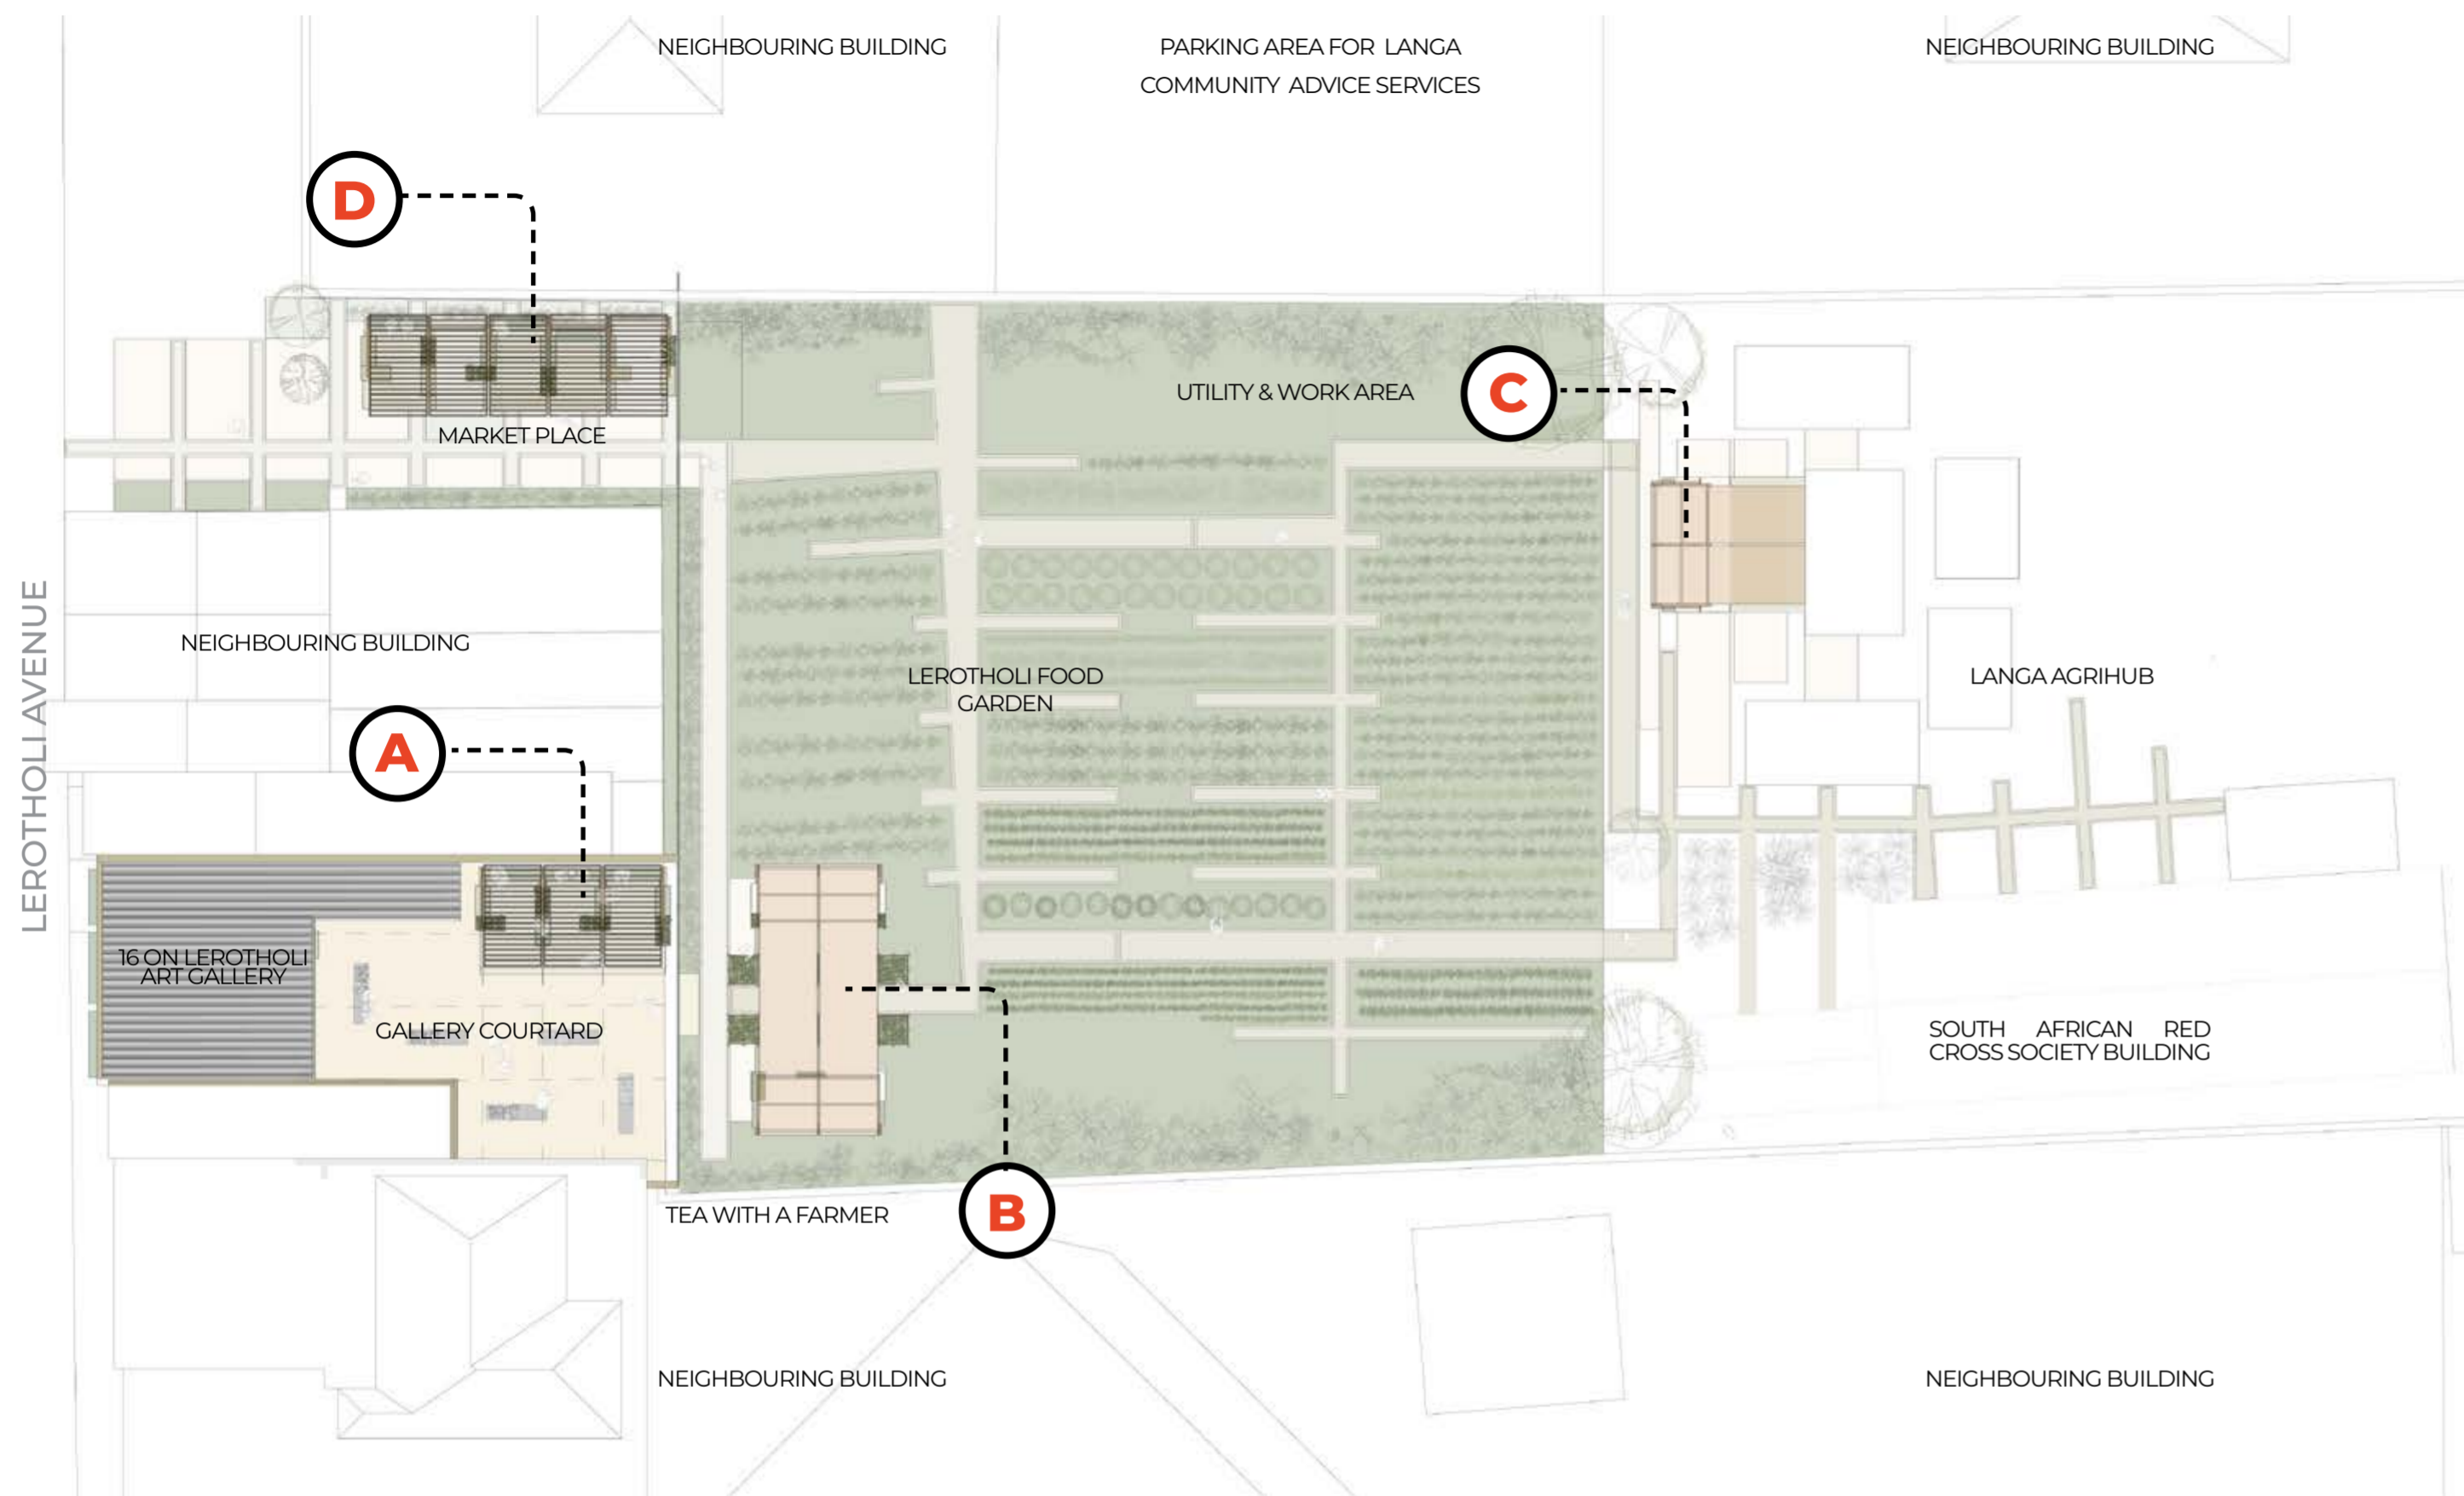 NEIGHBOURING BUILDING
PARKING AREA FOR LANGA
COMMUNITY ADVICE SERVICES
NEIGHBOURING BUILDING
D
C
UTILITY & WORK AREA
MARKET PLACE
LEROTHOLI AVENUE
NEIGHBOURING BUILDING
LEROTHOLI FOOD
GARDEN
LANGA AGRIHUB
A
16 ON LEROTHOLI
ART GALLERY
GALLERY COURTARD
SOUTH AFRICAN RED
CROSS SOCIETY BUILDING
TEA WITH A FARMER
B
NEIGHBOURING BUILDING
NEIGHBOURING BUILDING